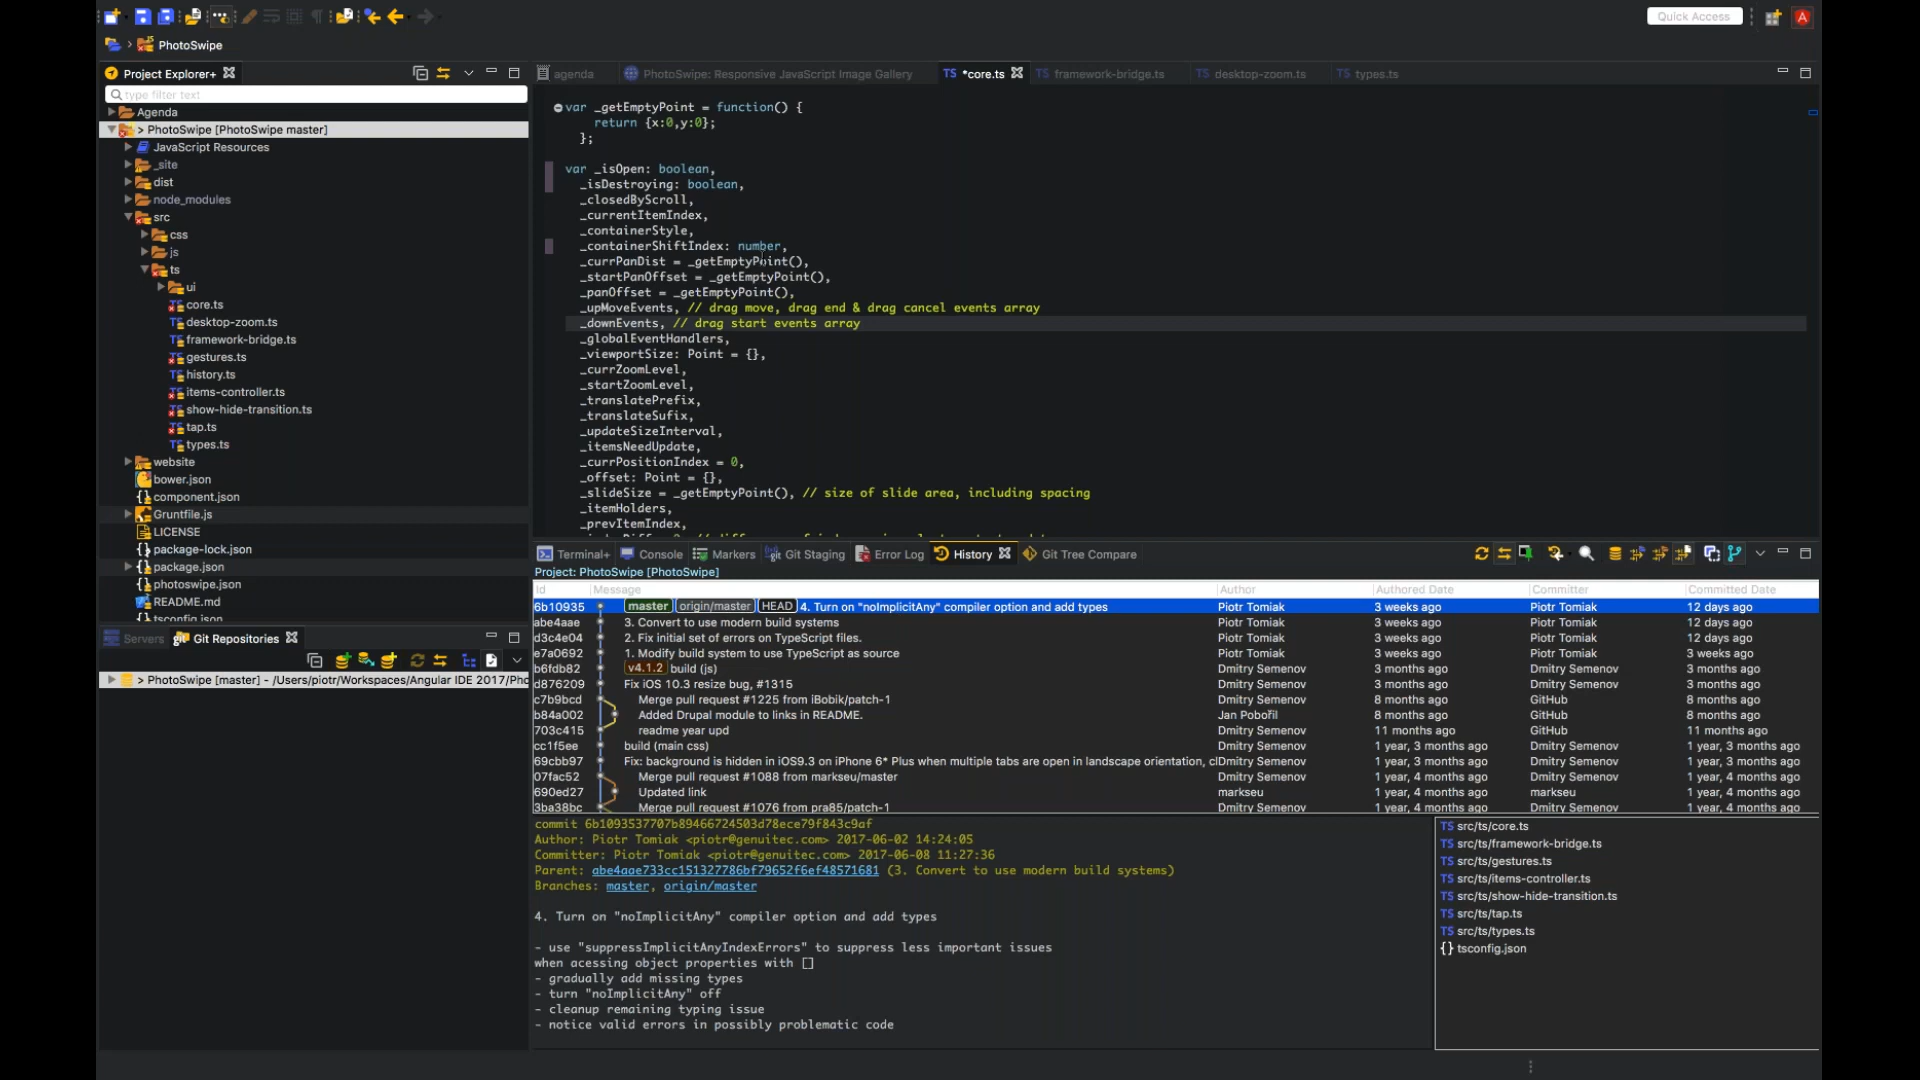 Quick Access
PhotoSwipe
Project Explorer+
type filter text
Agenda
> PhotoSwipe [PhotoSwipe master]
JavaScript Resources
_site
dist
node_modules
src
css
js
ts
ui
core.ts
desktop-zoom.ts
framework-bridge.ts
gestures.ts
history.ts
items-controller.ts
show-hide-transition.ts
tap.ts
types.ts
website
bower.json
component.json
Gruntfile.js
LICENSE
package-lock.json
package.json
photoswipe.json
README.md
tsconfig.json
Servers
Git Repositories
> PhotoSwipe [master] - /Users/piotr/Workspaces/Angular IDE 2017/Pho
agenda
PhotoSwipe: Responsive JavaScript Image Gallery
TS *core.ts
TS framework-bridge.ts
TS desktop-zoom.ts
TS types.ts
var _getEmptyPoint = function() {
return {x:0,y:0};
};
var _isOpen: boolean,
_isDestroying: boolean,
_closedByScroll,
_currentItemIndex,
_containerStyle,
_containerShiftIndex: number,
_currPanDist = _getEmptyPoint(),
_startPanOffset = _getEmptyPoint(),
_panOffset = _getEmptyPoint(),
_upMoveEvents, // drag move, drag end & drag cancel events array
_downEvents, // drag start events array
_globalEventHandlers,
_viewportSize: Point = {},
_currZoomLevel,
_startZoomLevel,
_translatePrefix,
_translateSufix,
_updateSizeInterval,
_itemsNeedUpdate,
_currPositionIndex = 0,
_offset: Point = {},
_slideSize = _getEmptyPoint(), // size of slide area, including spacing
_itemHolders,
_prevItemIndex,
Terminal+ Console Markers Git Staging Error Log History Git Tree Compare
Project: PhotoSwipe [PhotoSwipe]
Id Message Author Authored Date Committer Committed Date
6b10935 master origin/master HEAD 4. Turn on "noImplicitAny" compiler option and add types Piotr Tomiak 3 weeks ago Piotr Tomiak 12 days ago
abe4aae 3. Convert to use modern build systems Piotr Tomiak 3 weeks ago Piotr Tomiak 12 days ago
d3c4e04 2. Fix initial set of errors on TypeScript files. Piotr Tomiak 3 weeks ago Piotr Tomiak 12 days ago
e7a0692 1. Modify build system to use TypeScript as source Piotr Tomiak 3 weeks ago Piotr Tomiak 3 weeks ago
b6fdb82 v4.1.2 build (js) Dmitry Semenov 3 months ago Dmitry Semenov 3 months ago
d876209 Fix iOS 10.3 resize bug, #1315 Dmitry Semenov 3 months ago Dmitry Semenov 3 months ago
c7b9bcd Merge pull request #1225 from iBobik/patch-1 Dmitry Semenov 8 months ago GitHub 8 months ago
b84a002 Added Drupal module to links in README. Jan Pobořil 8 months ago GitHub 8 months ago
703c415 readme year upd Dmitry Semenov 11 months ago GitHub 11 months ago
cc1f5ee build (main css) Dmitry Semenov 1 year, 3 months ago Dmitry Semenov 1 year, 3 months ago
69cbb97 Fix: background is hidden in iOS9.3 on iPhone 6* Plus when multiple tabs are open in landscape orientation, cl Dmitry Semenov 1 year, 3 months ago Dmitry Semenov 1 year, 3 months ago
07fac52 Merge pull request #1088 from markseu/master Dmitry Semenov 1 year, 4 months ago Dmitry Semenov 1 year, 4 months ago
690ed27 Updated link markseu 1 year, 4 months ago markseu 1 year, 4 months ago
3ba38bc Merge pull request #1076 from pra85/patch-1 Dmitry Semenov 1 year, 4 months ago Dmitry Semenov 1 year, 4 months ago
commit 6b1093537707b89466724503d78ece79f843c9af
Author: Piotr Tomiak <piotr@genuitec.com> 2017-06-02 14:24:05
Committer: Piotr Tomiak <piotr@genuitec.com> 2017-06-08 11:27:36
Parent: abe4aae733cc151327786bf79652f6ef48571681 (3. Convert to use modern build systems)
Branches: master, origin/master
4. Turn on "noImplicitAny" compiler option and add types
- use "suppressImplicitAnyIndexErrors" to suppress less important issues
when acessing object properties with []
- gradually add missing types
- turn "noImplicitAny" off
- cleanup remaining typing issue
- notice valid errors in possibly problematic code
TS src/ts/core.ts
TS src/ts/framework-bridge.ts
TS src/ts/gestures.ts
TS src/ts/items-controller.ts
TS src/ts/show-hide-transition.ts
TS src/ts/tap.ts
TS src/ts/types.ts
{} tsconfig.json